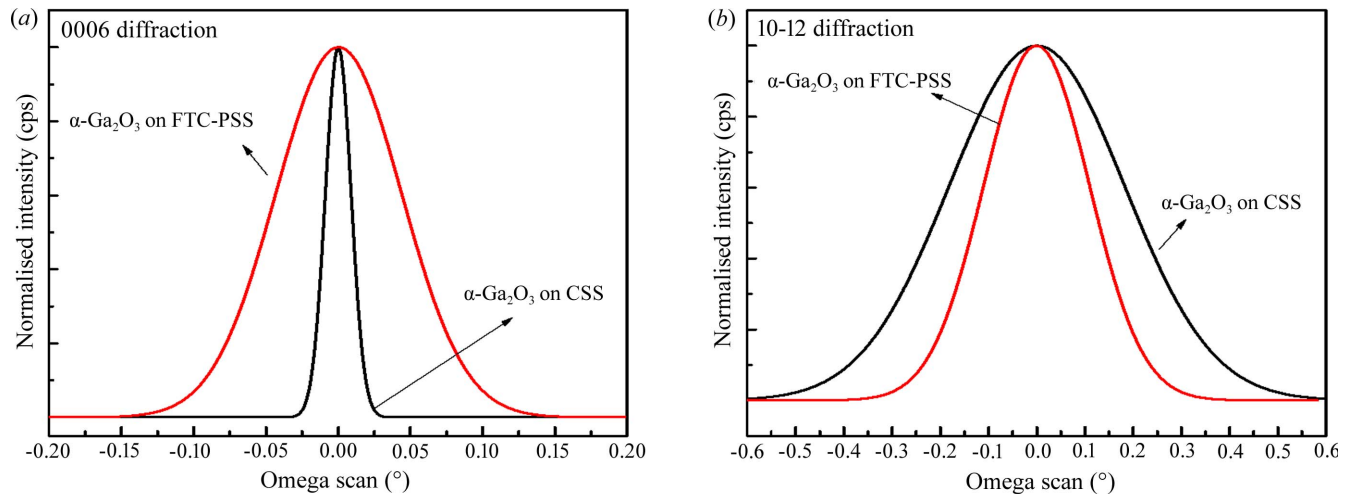 (a)
0006 diffraction
α-Ga₂O₃ on FTC-PSS
α-Ga₂O₃ on CSS
Normalised intensity (cps)
-0.20 -0.15 -0.10 -0.05 0.00 0.05 0.10 0.15 0.20
Omega scan (°)
(b)
10-12 diffraction
α-Ga₂O₃ on FTC-PSS
α-Ga₂O₃ on CSS
Normalised intensity (cps)
-0.6 -0.5 -0.4 -0.3 -0.2 -0.1 0.0 0.1 0.2 0.3 0.4 0.5 0.6
Omega scan (°)